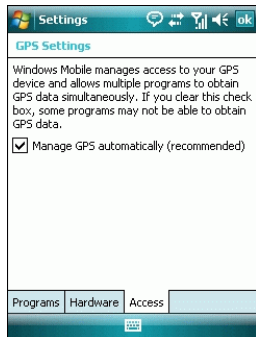 Settings
ok
GPS Settings
Windows Mobile manages access to your GPS
device and allows multiple programs to obtain
GPS data simultaneously. If you clear this check
box, some programs may not be able to obtain
GPS data.
Manage GPS automatically (recommended)
Programs Hardware Access